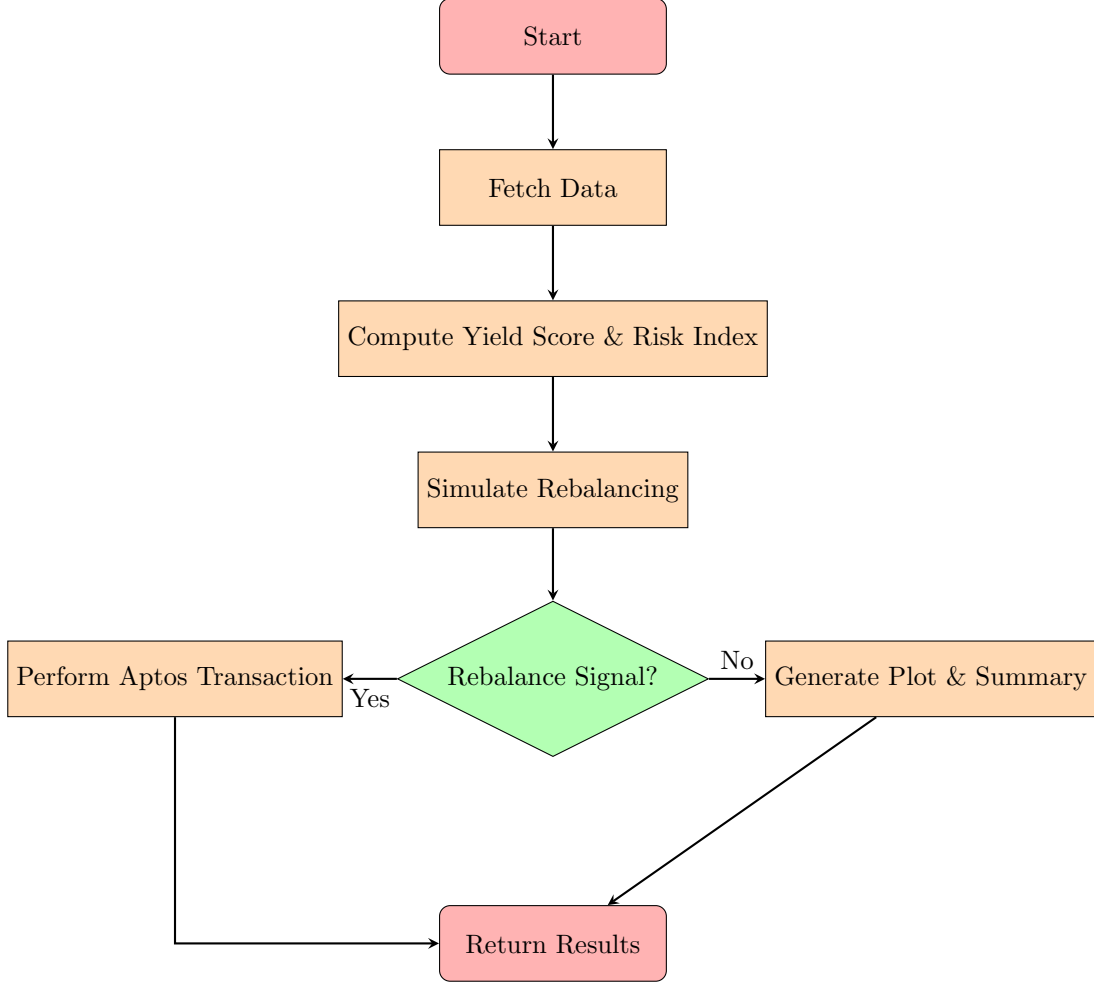 Start
Fetch Data
Compute Yield Score & Risk Index
Simulate Rebalancing
Perform Aptos Transaction
Yes
Rebalance Signal?
No
Generate Plot & Summary
Return Results